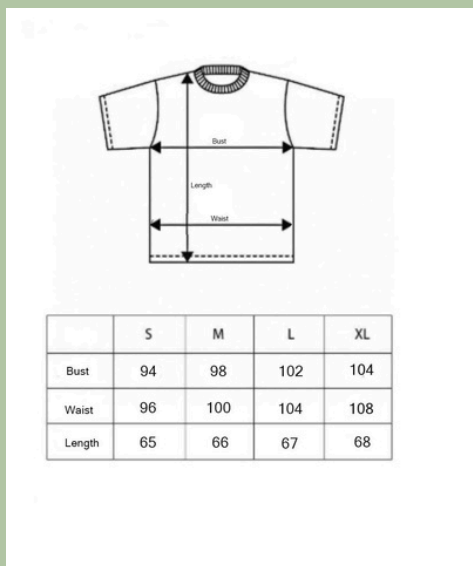 Bust
Length
Waist
S M L XL
Bust 94 98 102 104
Waist 96 100 104 108
Length 65 66 67 68